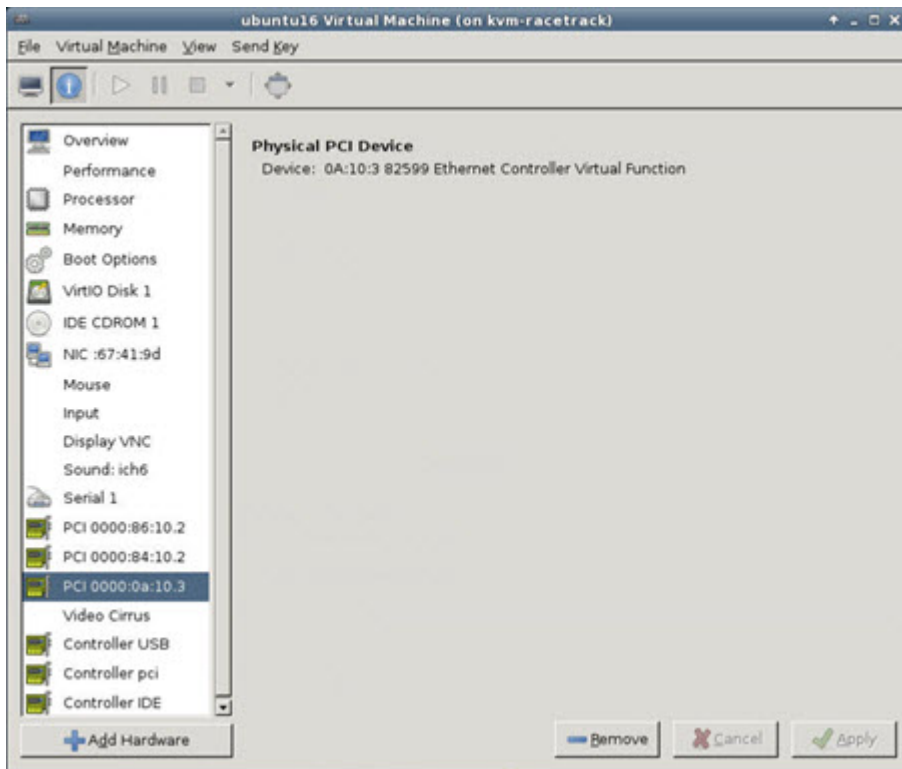 ubuntu16 Virtual Machine (on kvm-racetrack)
File Virtual Machine View Send Key
Overview
Performance
Processor
Memory
Boot Options
VirtIO Disk 1
IDE CDROM 1
NIC :67:41:9d
Mouse
Input
Display VNC
Sound: ich6
Serial 1
PCI 0000:86:10.2
PCI 0000:84:10.2
PCI 0000:0a:10.3
Video Cirrus
Controller USB
Controller pci
Controller IDE
Add Hardware
Physical PCI Device
Device: 0A:10:3 82599 Ethernet Controller Virtual Function
Remove Cancel Apply